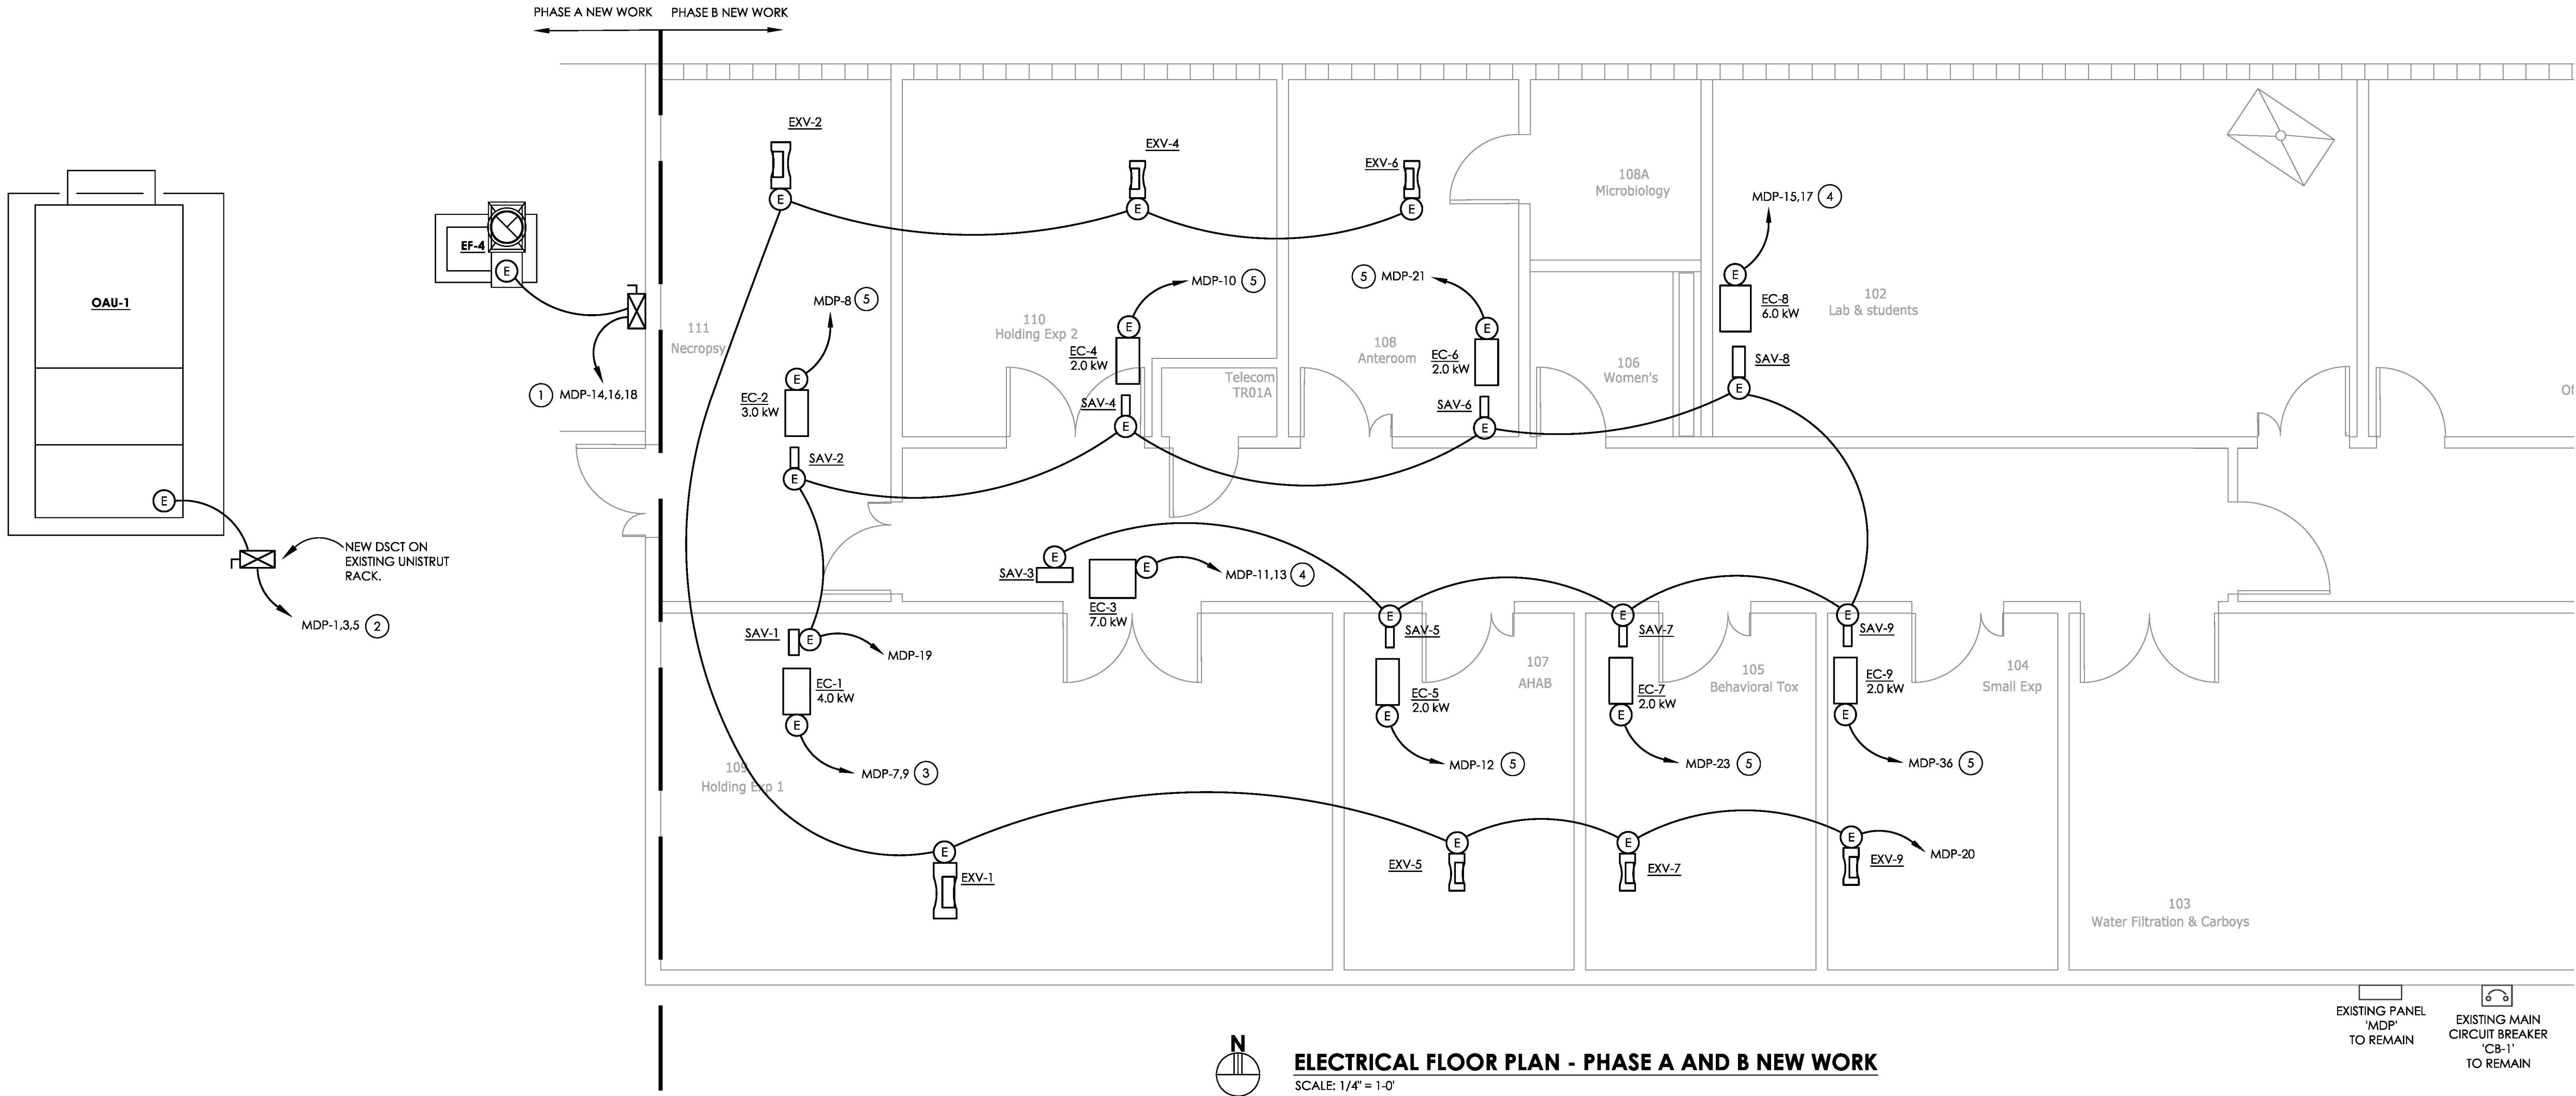 PHASE A NEW WORK
PHASE B NEW WORK
EXV-2
EXV-4
EXV-6
108A
Microbiology
MDP-15,17 4
EF-4
E
E
E
E
E
OAU-1
MDP-8 5
MDP-10 5
5 MDP-21
E
EC-8
6.0 kW
102
Lab & students
111
Necropsy
110
Holding Exp 2
E
EC-4
2.0 kW
108
Anteroom
E
EC-6
2.0 kW
106
Women's
SAV-8
E
1 MDP-14,16,18
E
EC-2
3.0 kW
Telecom
TR01A
SAV-4
E
SAV-6
E
Of
SAV-2
E
E
NEW DSCT ON
EXISTING UNISTRUT
RACK.
MDP-1,3,5 2
E
SAV-3
E
MDP-11,13 4
EC-3
7.0 kW
SAV-1
E
MDP-19
E
SAV-5
E
SAV-7
E
SAV-9
EC-1
4.0 kW
E
MDP-7,9 3
109
Holding Exp 1
107
AHAB
EC-5
2.0 kW
E
MDP-12 5
105
Behavioral Tox
EC-7
2.0 kW
E
MDP-23 5
104
Small Exp
EC-9
2.0 kW
E
MDP-36 5
E
EXV-1
E
EXV-5
E
EXV-7
E
EXV-9
MDP-20
103
Water Filtration & Carboys
EXISTING PANEL
'MDP'
TO REMAIN
EXISTING MAIN
CIRCUIT BREAKER
'CB-1'
TO REMAIN
N
ELECTRICAL FLOOR PLAN - PHASE A AND B NEW WORK
SCALE: 1/4" = 1-0'